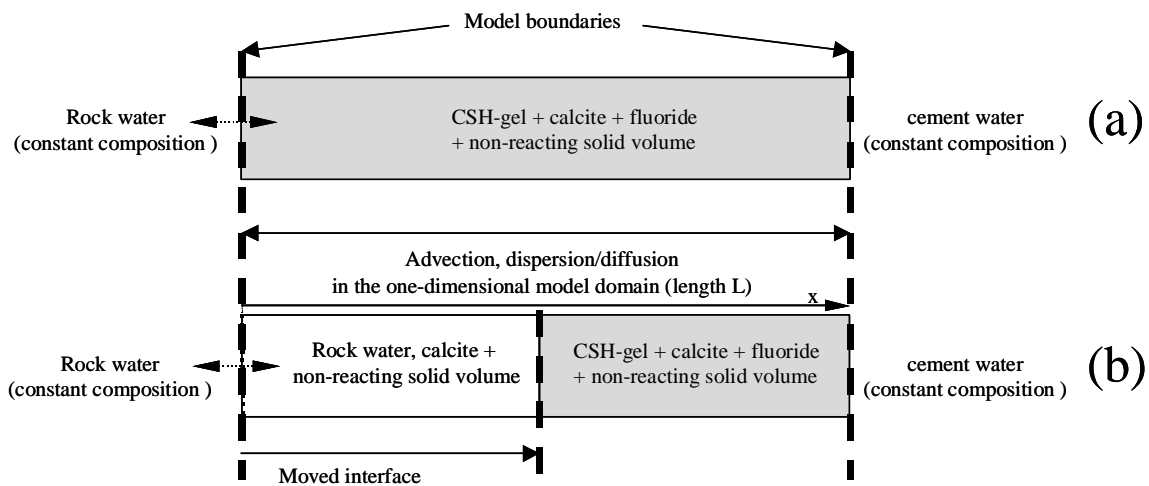 Model boundaries
Rock water
(constant composition )
CSH-gel + calcite + fluoride
+ non-reacting solid volume
cement water
(constant composition )
(a)
Advection, dispersion/diffusion
in the one-dimensional model domain (length L)
x
Rock water
(constant composition )
Rock water, calcite +
non-reacting solid volume
CSH-gel + calcite + fluoride
+ non-reacting solid volume
cement water
(constant composition )
(b)
Moved interface